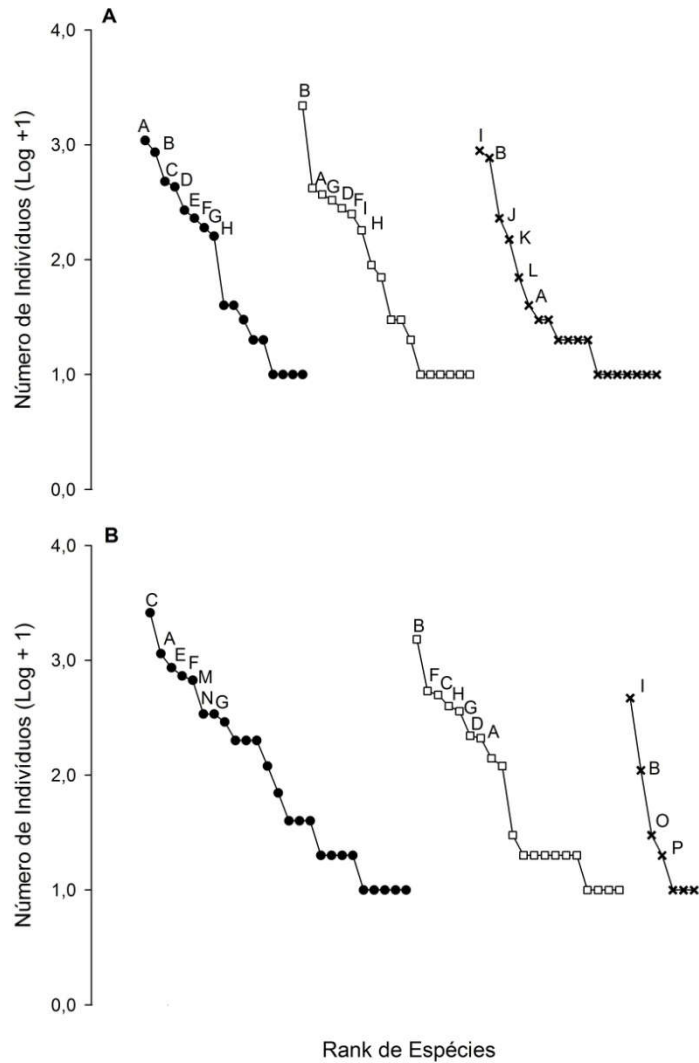 A
4,0
3,0
2,0
1,0
0,0
Número de Indivíduos (Log +1)
A
B
C
D
E
F
G
H
B
A
G
D
F
I
H
I
B
J
K
L
A
B
4,0
3,0
2,0
1,0
0,0
Número de Indivíduos (Log + 1)
C
A
E
F
M
N
G
B
F
C
H
G
D
A
I
B
O
P
Rank de Espécies